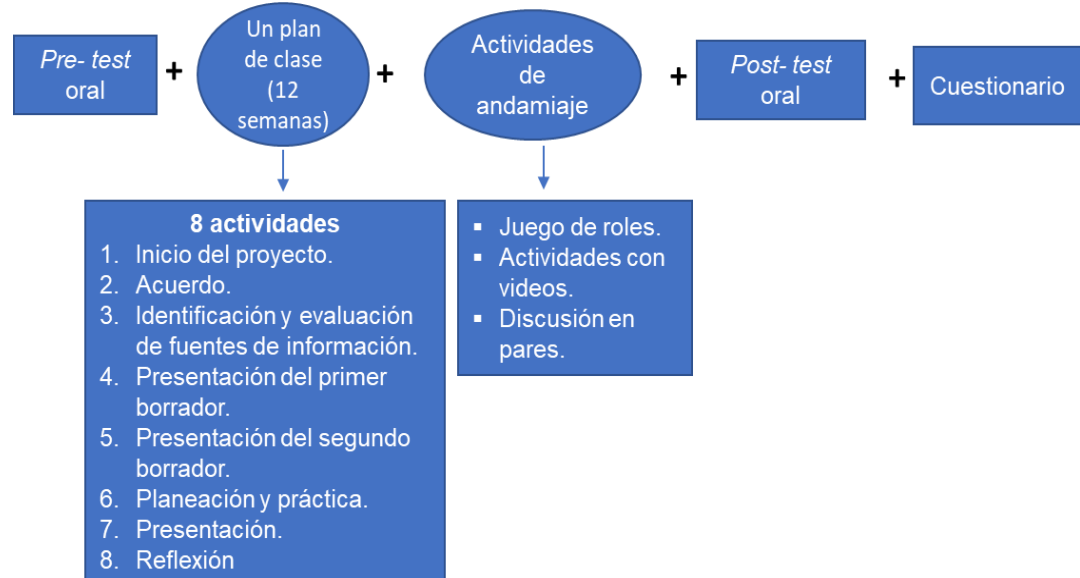 Pre- test
oral
+
Un plan
de clase
(12
semanas)
+
Actividades
de
andamiaje
+
Post- test
oral
+
Cuestionario
8 actividades
1. Inicio del proyecto.
2. Acuerdo.
3. Identificación y evaluación
de fuentes de información.
4. Presentación del primer
borrador.
5. Presentación del segundo
borrador.
6. Planeación y práctica.
7. Presentación.
8. Reflexión
▪ Juego de roles.
▪ Actividades con
videos.
▪ Discusión en
pares.